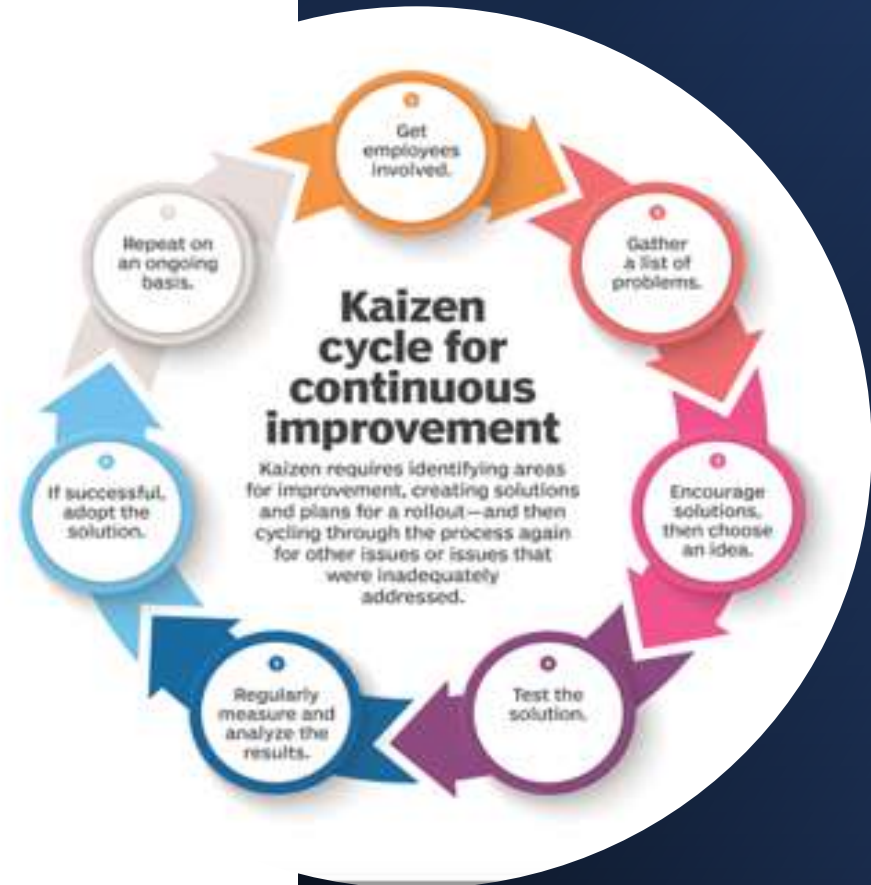 Kaizen
cycle for
continuous
improvement
Kaizen requires identifying areas
for improvement, creating solutions
and plans for a rollout—and then
cycling through the process again
for other issues or issues that
were inadequately
addressed.
Get
employees
involved.
Gather
a list of
problems.
Encourage
solutions,
then choose
an idea.
Test the
solution.
Regularly
measure and
analyze the
results.
If successful,
adopt the
solution.
Repeat on
an ongoing
basis.